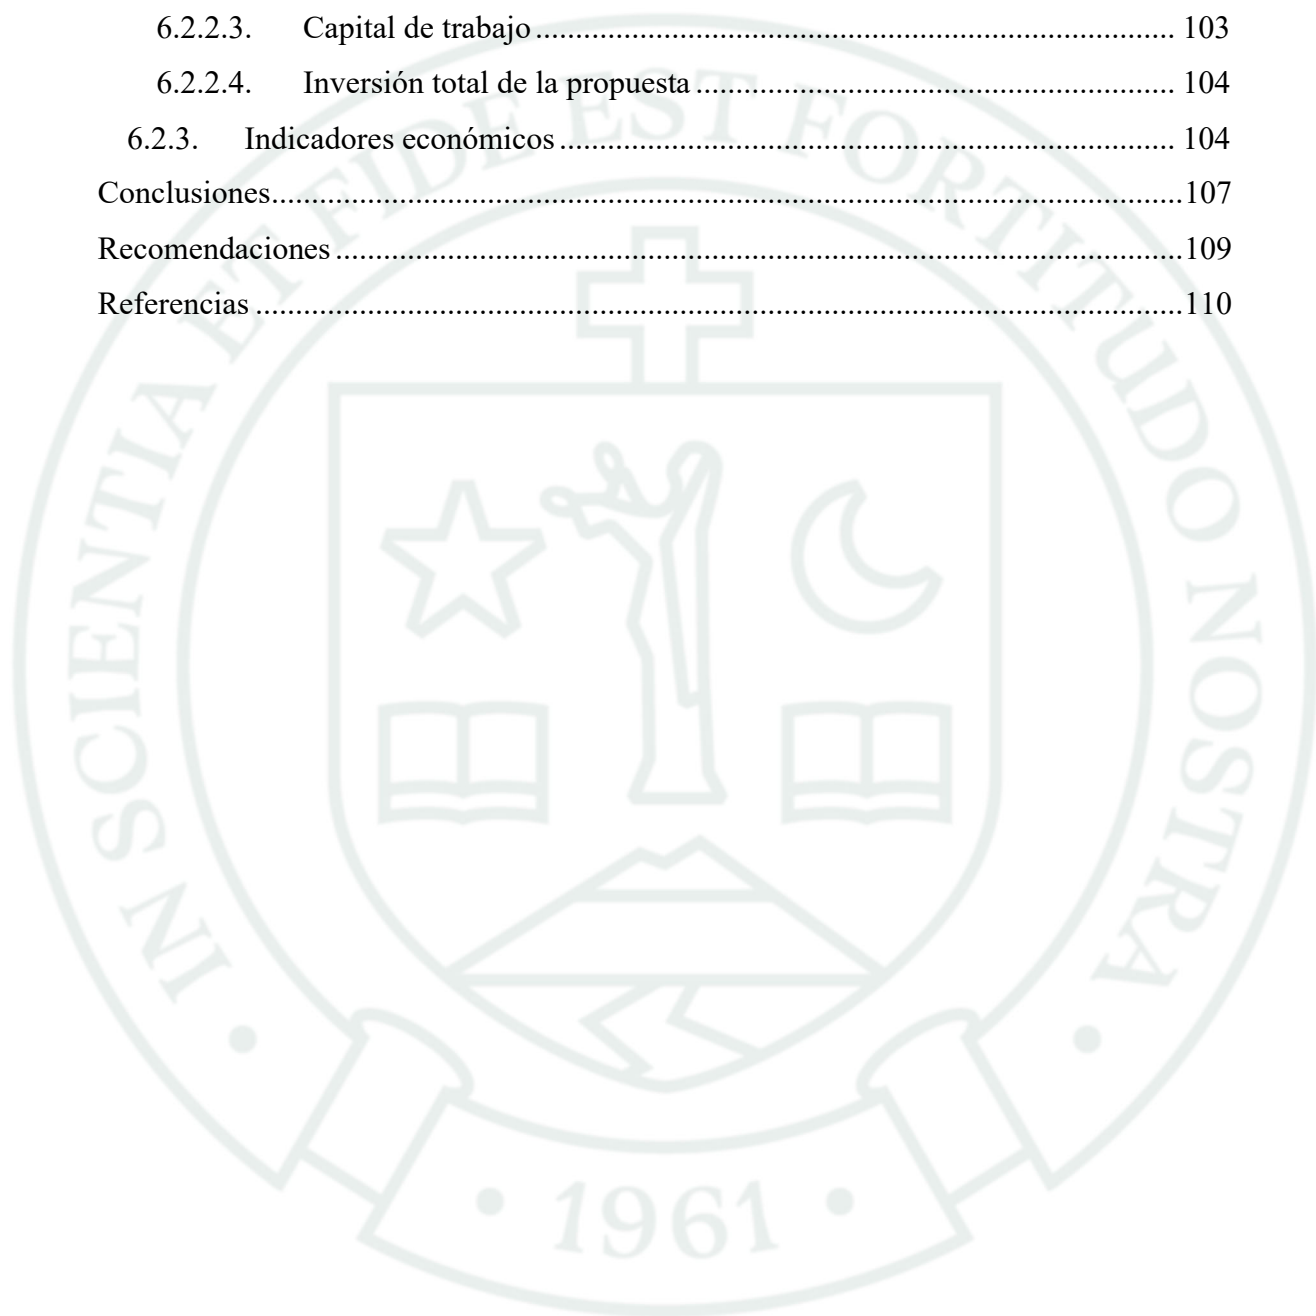 6.2.2.3. Capital de trabajo ........ 103
6.2.2.4. Inversión total de la propuesta ........ 104
6.2.3. Indicadores económicos ........ 104
Conclusiones ........ 107
Recomendaciones ........ 109
Referencias ........ 110
IN SCIENTIA ET FIDE EST FORTITUDO NOSTRA
• 1961 •